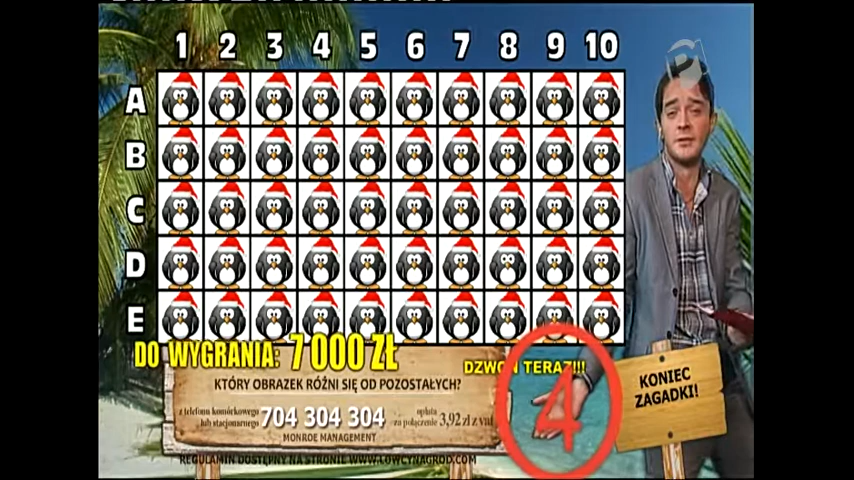 1 2 3 4 5 6 7 8 9 10
A
B
C
D
E
DO WYGRANIA: 7 000 ZŁ
DZWOŃ TERAZ!!!
KTÓRY OBRAZEK RÓŻNI SIĘ OD POZOSTAŁYCH?
z telefonu komórkowego
lub stacjonarnego
704 304 304
opłata
za połączenie 3,92 zł z vat
MONROE MANAGEMENT
REGULAMIN DOSTĘPNY NA STRONIE WWW.LOWCYNAGROD.COM
4
KONIEC
ZAGADKI!